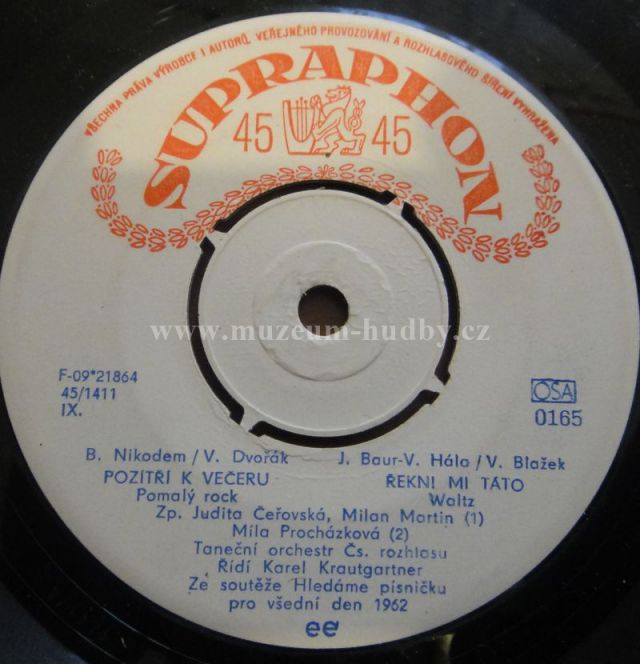 VŠECHNA PRÁVA VÝROBCE I AUTORŮ VEŘEJNÉHO PROVOZOVÁNÍ A ROZHLASOVÉHO ŠÍŘENÍ VYHRAZENA
SUPRAPHON
45 45
www.muzeum-hudby.cz
F-09*21864
45/1411
IX.
OSA
0165
B. Nikodem/V. Dvořák J. Baur-V. Hála/V. Blažek
POZÍTŘÍ K VEČERU ŘEKNI MI TÁTO
Pomalý rock Waltz
Zp. Judita Čeřovská, Milan Martin (1)
Míla Procházková (2)
Taneční orchestr Čs. rozhlasu
Řídí Karel Krautgartner
Ze soutěže Hledáme písničku
pro všední den 1962
ee